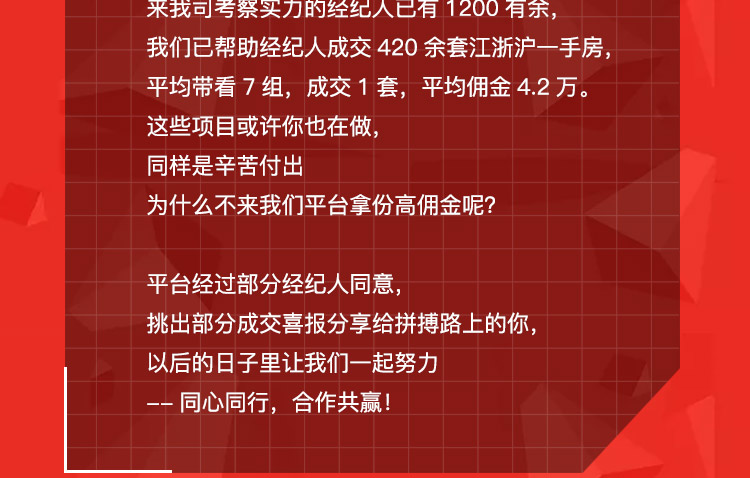 来我司考察实力的经纪人已有 1200 有余，
我们已帮助经纪人成交 420 余套江浙沪一手房，
平均带看 7 组，成交 1 套，平均佣金 4.2 万。
这些项目或许你也在做，
同样是辛苦付出
为什么不来我们平台拿份高佣金呢？
平台经过部分经纪人同意，
挑出部分成交喜报分享给拼搏路上的你，
以后的日子里让我们一起努力
-- 同心同行，合作共赢！